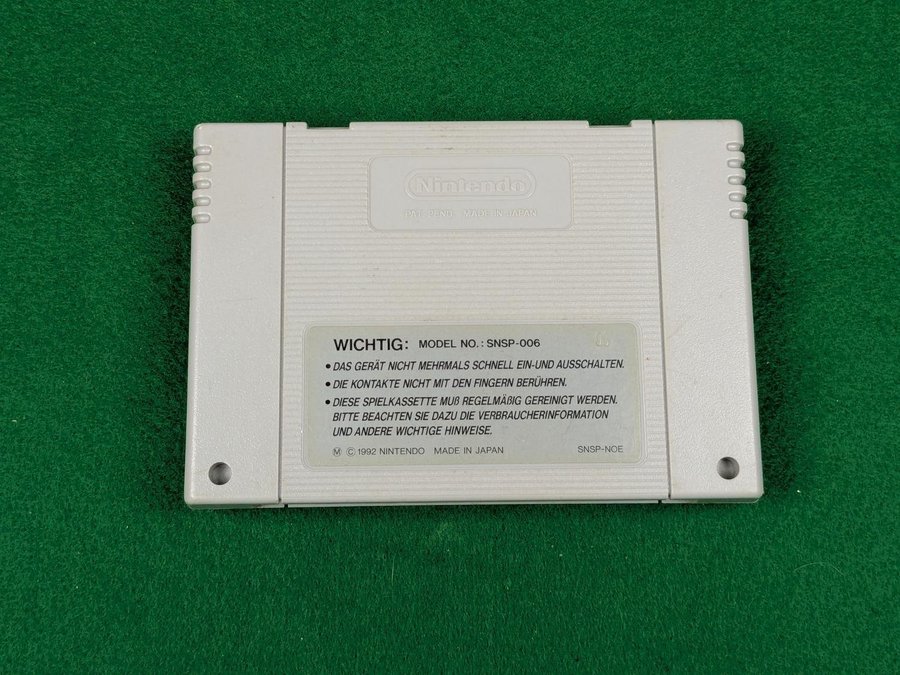 Nintendo
PAT. PEND. MADE IN JAPAN
WICHTIG: MODEL NO.: SNSP-006
• DAS GERÄT NICHT MEHRMALS SCHNELL EIN-UND AUSSCHALTEN.
• DIE KONTAKTE NICHT MIT DEN FINGERN BERÜHREN.
• DIESE SPIELKASSETTE MUß REGELMÄßIG GEREINIGT WERDEN.
BITTE BEACHTEN SIE DAZU DIE VERBRAUCHERINFORMATION
UND ANDERE WICHTIGE HINWEISE.
Ⓜ © 1992 NINTENDO MADE IN JAPAN SNSP-NOE